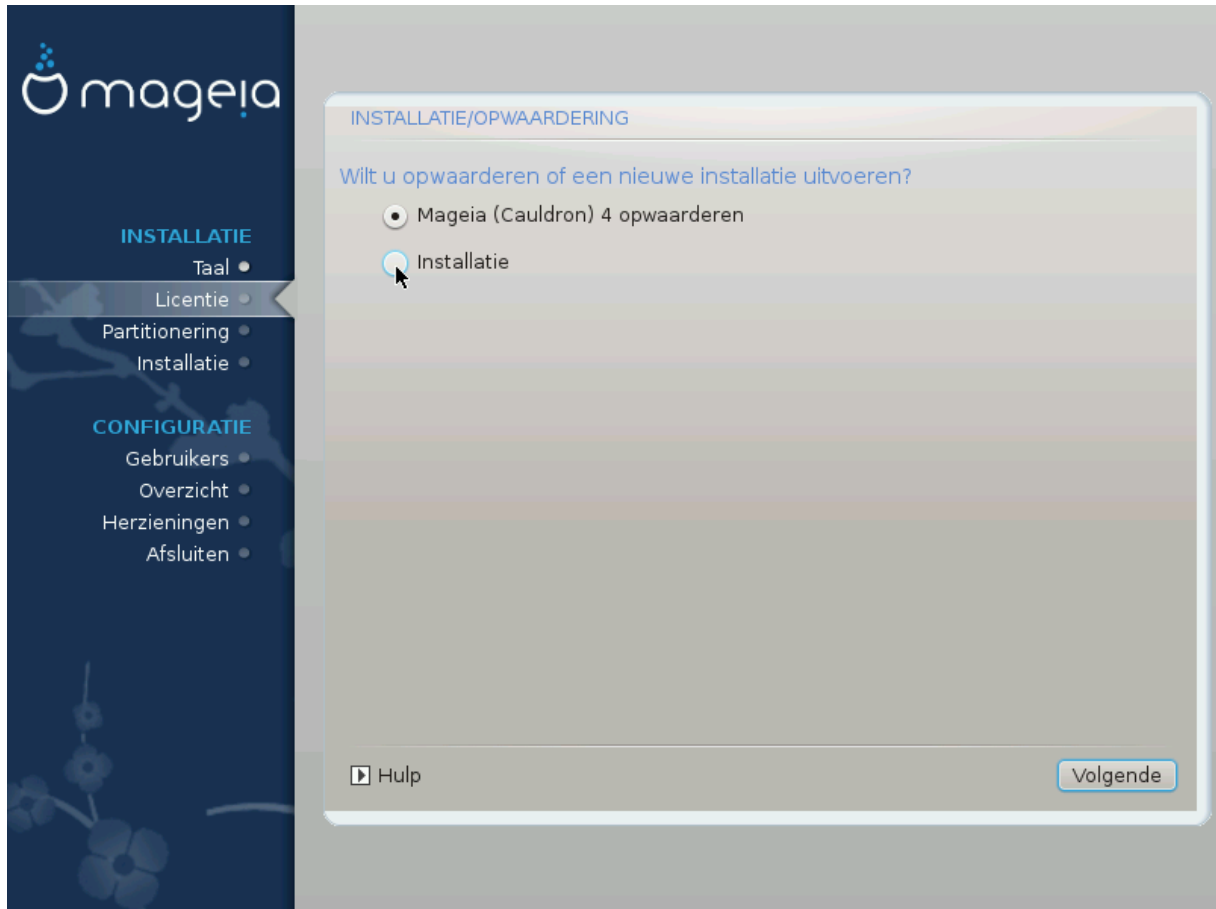 mageia
INSTALLATIE
Taal
Licentie
Partitionering
Installatie
CONFIGURATIE
Gebruikers
Overzicht
Herzieningen
Afsluiten
INSTALLATIE/OPWAARDERING
Wilt u opwaarderen of een nieuwe installatie uitvoeren?
Mageia (Cauldron) 4 opwaarderen
Installatie
Hulp
Volgende